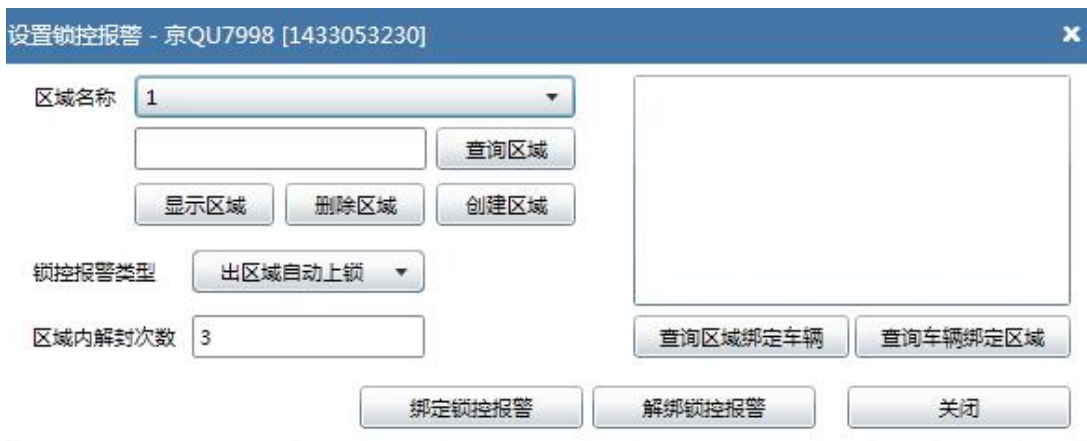 设置锁控报警 - 京QU7998 [1433053230]
区域名称 1
查询区域
显示区域 删除区域 创建区域
锁控报警类型 出区域自动上锁
区域内解封次数 3
查询区域绑定车辆 查询车辆绑定区域
绑定锁控报警 解绑锁控报警 关闭